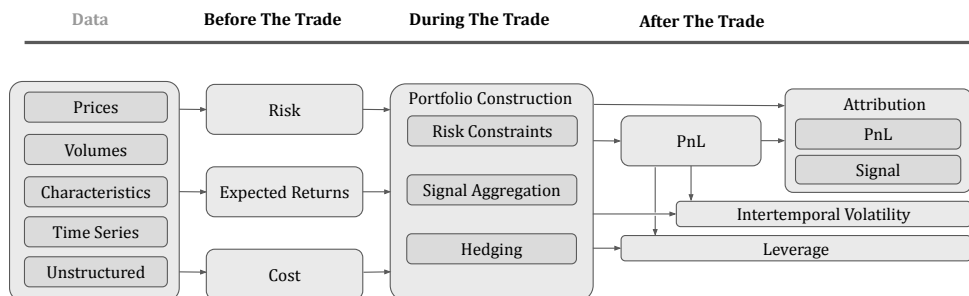 Data
Before The Trade
During The Trade
After The Trade
Prices
Volumes
Characteristics
Time Series
Unstructured
Risk
Expected Returns
Cost
Portfolio Construction
Risk Constraints
Signal Aggregation
Hedging
PnL
Attribution
PnL
Signal
Intertemporal Volatility
Leverage